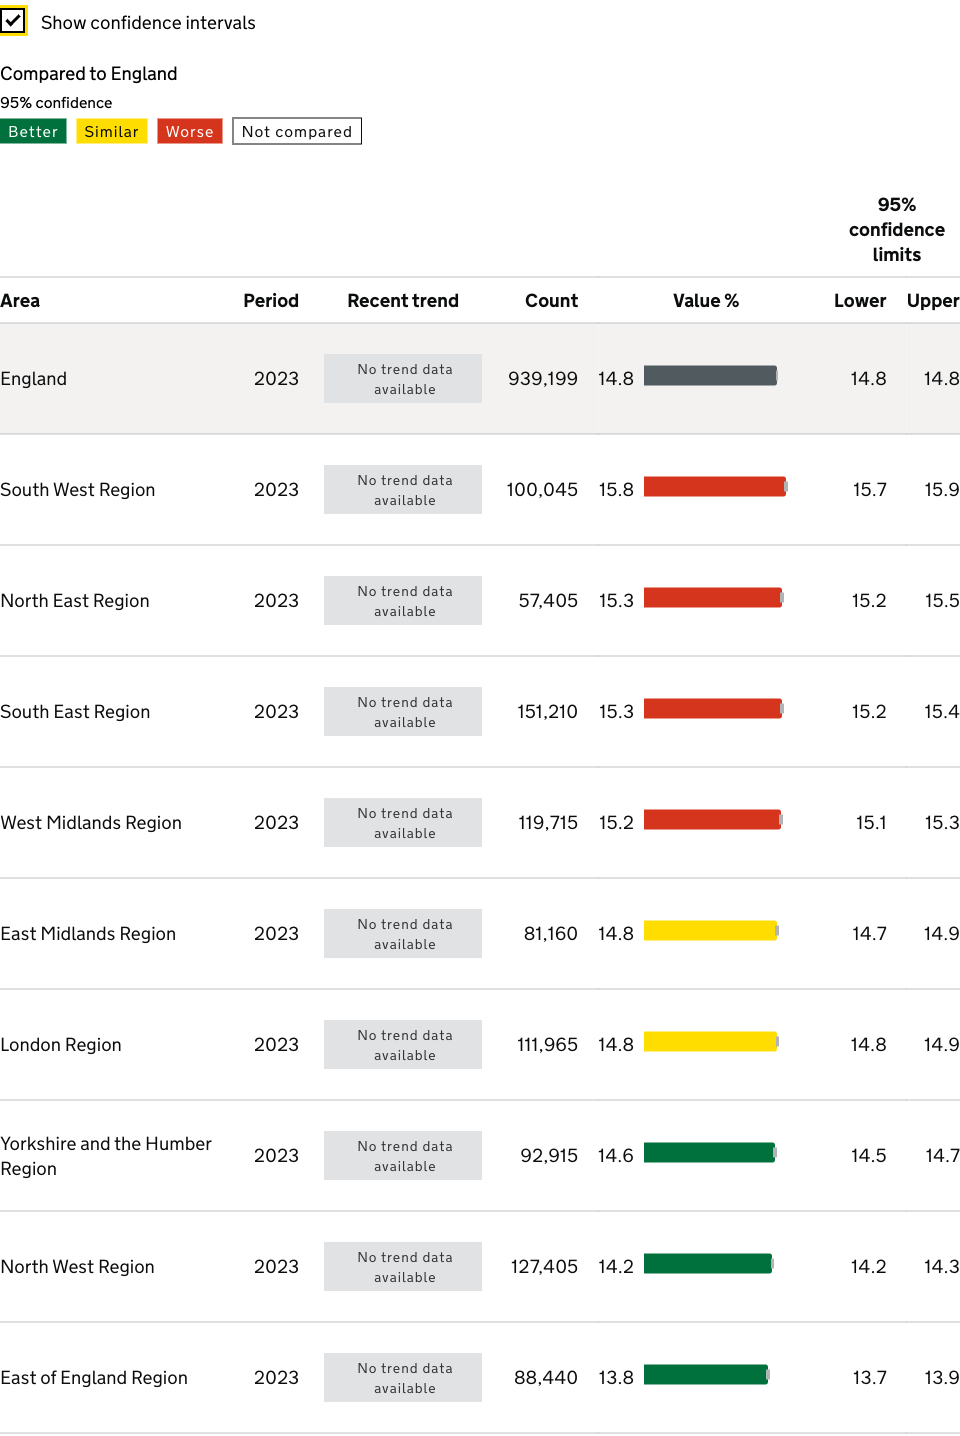 Show confidence intervals
Compared to England
95% confidence
Better Similar Worse Not compared
95%
confidence
limits
Area Period Recent trend Count Value % Lower Upper
England 2023 No trend data available 939,199 14.8 14.8 14.8
South West Region 2023 No trend data available 100,045 15.8 15.7 15.9
North East Region 2023 No trend data available 57,405 15.3 15.2 15.5
South East Region 2023 No trend data available 151,210 15.3 15.2 15.4
West Midlands Region 2023 No trend data available 119,715 15.2 15.1 15.3
East Midlands Region 2023 No trend data available 81,160 14.8 14.7 14.9
London Region 2023 No trend data available 111,965 14.8 14.8 14.9
Yorkshire and the Humber Region 2023 No trend data available 92,915 14.6 14.5 14.7
North West Region 2023 No trend data available 127,405 14.2 14.2 14.3
East of England Region 2023 No trend data available 88,440 13.8 13.7 13.9